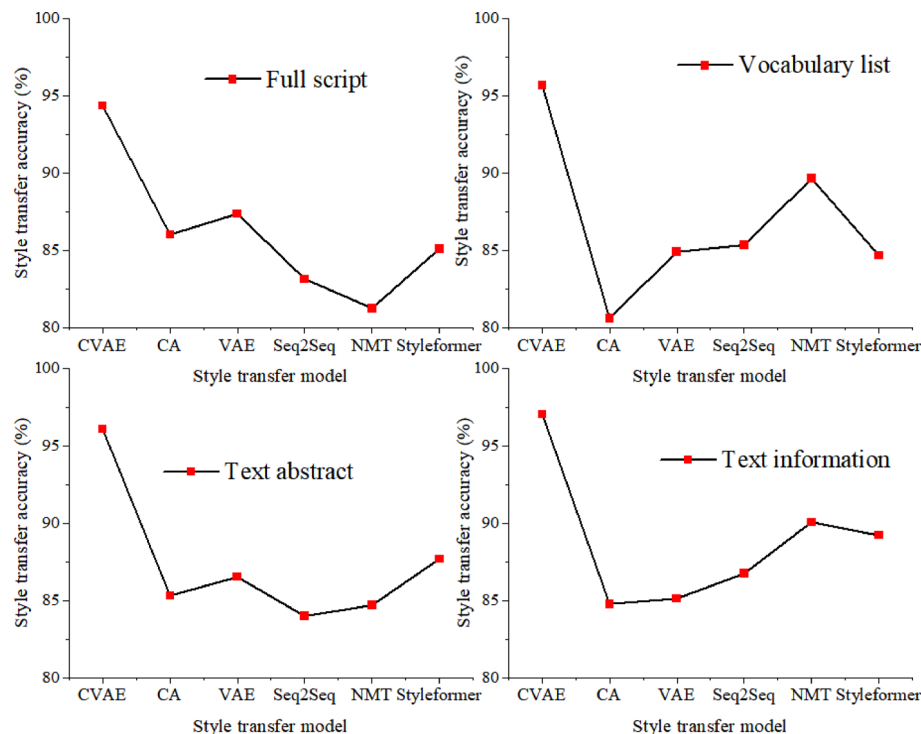 Full script
Style transfer accuracy (%)
100
95
90
85
80
CVAE CA VAE Seq2Seq NMT Styleformer
Style transfer model
Vocabulary list
Style transfer accuracy (%)
100
95
90
85
80
CVAE CA VAE Seq2Seq NMT Styleformer
Style transfer model
Text abstract
Style transfer accuracy (%)
100
95
90
85
80
CVAE CA VAE Seq2Seq NMT Styleformer
Style transfer model
Text information
Style transfer accuracy (%)
100
95
90
85
80
CVAE CA VAE Seq2Seq NMT Styleformer
Style transfer model